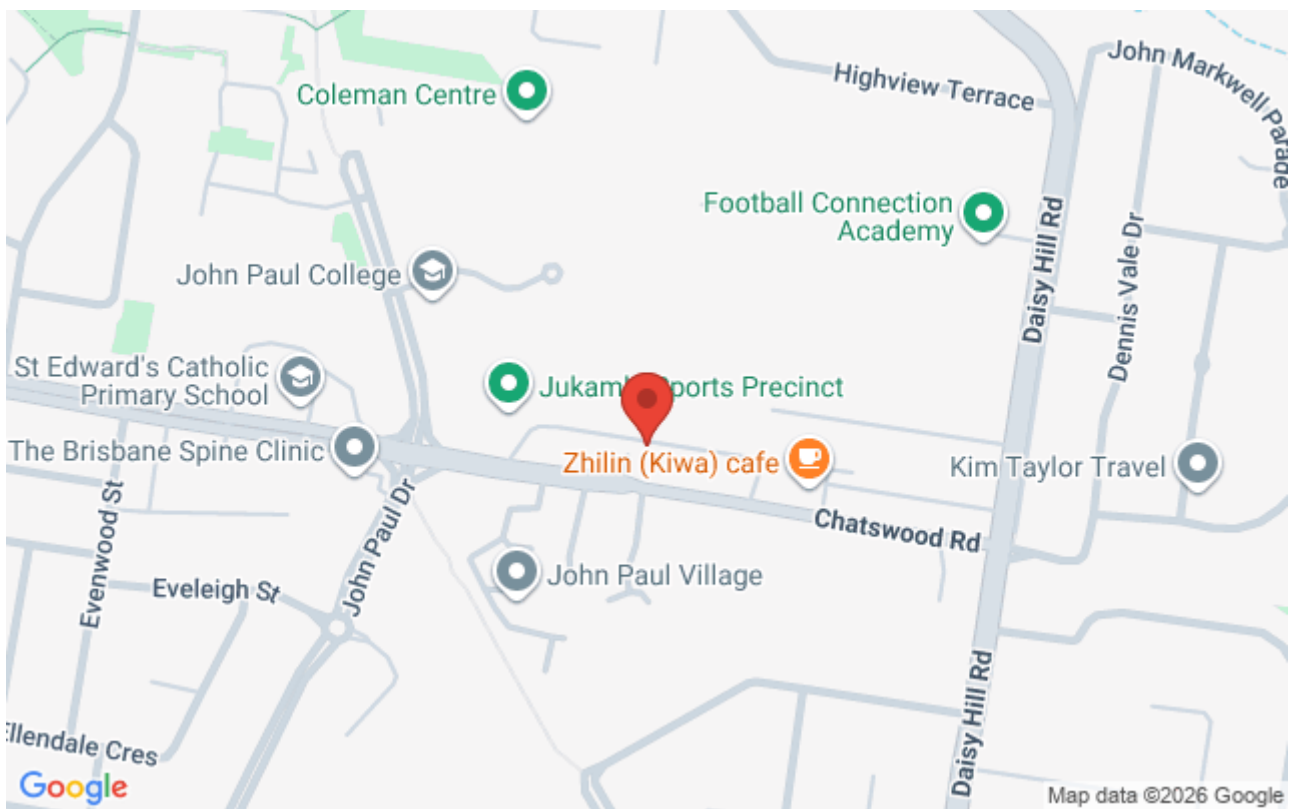 Highview Terrace
John Markwell Parade
Coleman Centre
Football Connection
Academy
Daisy Hill Rd
Dennis Vale Dr
John Paul College
St Edward's Catholic
Primary School
Sports Precinct
The Brisbane Spine Clinic
Zhilin (Kiwa) cafe
Kim Taylor Travel
Chatswood Rd
Evenwood St
John Paul Dr
Eveleigh St
John Paul Village
Daisy Hill Rd
Ellendale Cres
Google
Map data ©2026 Google